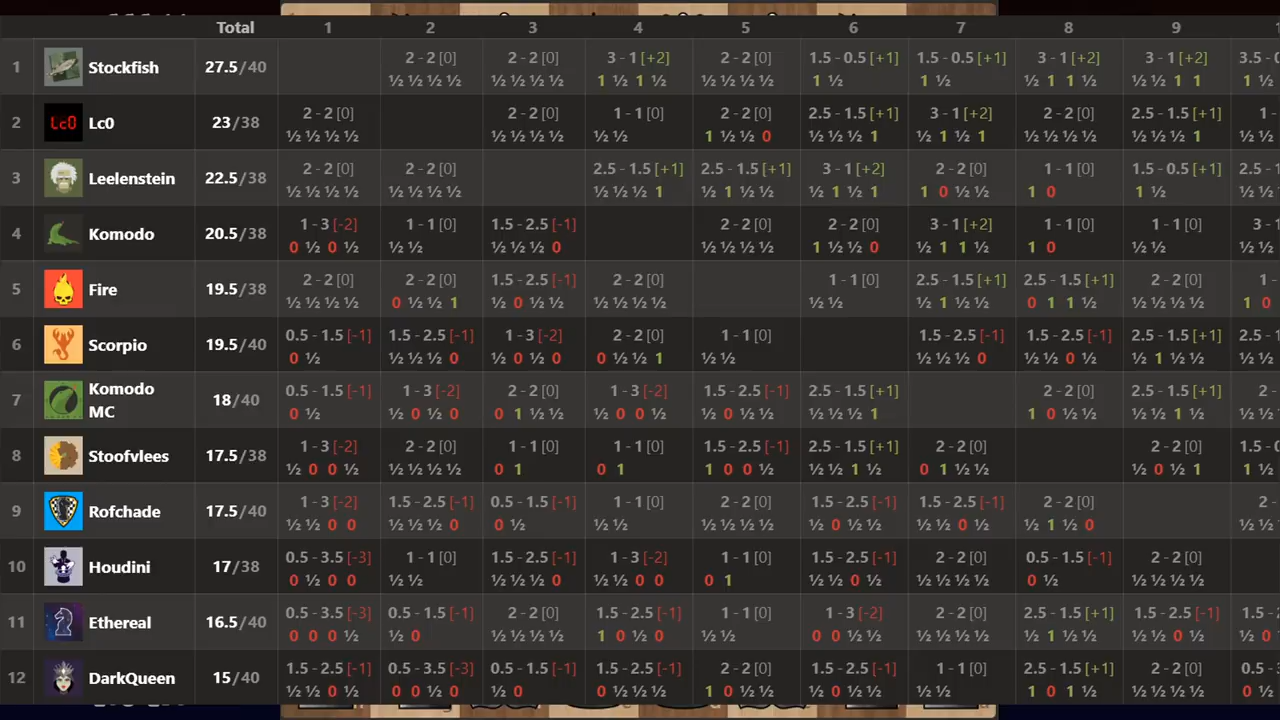 Total 1 2 3 4 5 6 7 8 9
1 Stockfish 27.5/40 2 - 2 [0] 2 - 2 [0] 3 - 1 [+2] 2 - 2 [0] 1.5 - 0.5 [+1] 1.5 - 0.5 [+1] 3 - 1 [+2] 3 - 1 [+2] 3.5 -
½ ½ ½ ½ ½ ½ ½ ½ 1 ½ 1 ½ ½ ½ ½ ½ 1 ½ 1 ½ ½ 1 1 ½ ½ ½ 1 1 ½
2 Lc0 23/38 2 - 2 [0] 2 - 2 [0] 1 - 1 [0] 2 - 2 [0] 2.5 - 1.5 [+1] 3 - 1 [+2] 2 - 2 [0] 2.5 - 1.5 [+1] 1 -
½ ½ ½ ½ ½ ½ ½ ½ ½ ½ 1 ½ ½ 0 ½ ½ ½ 1 ½ 1 ½ 1 ½ ½ ½ ½ ½ ½ ½ 1 ½
3 Leelenstein 22.5/38 2 - 2 [0] 2 - 2 [0] 2.5 - 1.5 [+1] 2.5 - 1.5 [+1] 3 - 1 [+2] 2 - 2 [0] 1 - 1 [0] 1.5 - 0.5 [+1] 2.5 -
½ ½ ½ ½ ½ ½ ½ ½ ½ ½ ½ 1 ½ 1 ½ ½ ½ 1 ½ 1 1 0 ½ ½ 1 0 1 ½ ½ ½
4 Komodo 20.5/38 1 - 3 [-2] 1 - 1 [0] 1.5 - 2.5 [-1] 2 - 2 [0] 2 - 2 [0] 3 - 1 [+2] 1 - 1 [0] 1 - 1 [0] 3 -
0 ½ 0 ½ ½ ½ ½ ½ ½ 0 ½ ½ ½ ½ 1 ½ ½ 0 ½ 1 1 ½ 1 0 ½ ½ ½ ½
5 Fire 19.5/38 2 - 2 [0] 2 - 2 [0] 1.5 - 2.5 [-1] 2 - 2 [0] 1 - 1 [0] 2.5 - 1.5 [+1] 2.5 - 1.5 [+1] 2 - 2 [0] 1 -
½ ½ ½ ½ 0 ½ ½ 1 ½ 0 ½ ½ ½ ½ ½ ½ ½ ½ ½ 1 ½ ½ 0 1 1 ½ ½ ½ ½ ½ 1 0
6 Scorpio 19.5/40 0.5 - 1.5 [-1] 1.5 - 2.5 [-1] 1 - 3 [-2] 2 - 2 [0] 1 - 1 [0] 1.5 - 2.5 [-1] 1.5 - 2.5 [-1] 2.5 - 1.5 [+1] 2.5 -
0 ½ ½ ½ ½ 0 ½ 0 ½ 0 0 ½ ½ 1 ½ ½ ½ ½ ½ 0 ½ ½ 0 ½ ½ 1 ½ ½ ½ ½
7 Komodo MC 18/40 0.5 - 1.5 [-1] 1 - 3 [-2] 2 - 2 [0] 1 - 3 [-2] 1.5 - 2.5 [-1] 2.5 - 1.5 [+1] 2 - 2 [0] 2.5 - 1.5 [+1] 2 -
0 ½ ½ 0 ½ 0 0 1 ½ ½ ½ 0 0 ½ ½ 0 ½ ½ ½ ½ ½ 1 1 0 ½ ½ ½ ½ 1 ½ ½ ½
8 Stoofvlees 17.5/38 1 - 3 [-2] 2 - 2 [0] 1 - 1 [0] 1 - 1 [0] 1.5 - 2.5 [-1] 2.5 - 1.5 [+1] 2 - 2 [0] 2 - 2 [0] 1.5 -
½ 0 0 ½ ½ ½ ½ ½ 0 1 0 1 1 0 0 ½ ½ ½ 1 ½ 0 1 ½ ½ ½ 0 ½ 1 1 ½
9 Rofchade 17.5/40 1 - 3 [-2] 1.5 - 2.5 [-1] 0.5 - 1.5 [-1] 1 - 1 [0] 2 - 2 [0] 1.5 - 2.5 [-1] 1.5 - 2.5 [-1] 2 - 2 [0] 2 -
½ ½ 0 0 ½ ½ ½ 0 0 ½ ½ ½ ½ ½ ½ ½ ½ 0 ½ ½ ½ ½ 0 ½ ½ 1 ½ 0 ½ ½
10 Houdini 17/38 0.5 - 3.5 [-3] 1 - 1 [0] 1.5 - 2.5 [-1] 1 - 3 [-2] 1 - 1 [0] 1.5 - 2.5 [-1] 2 - 2 [0] 0.5 - 1.5 [-1] 2 - 2 [0]
0 ½ 0 0 ½ ½ ½ ½ ½ 0 ½ ½ 0 0 0 1 ½ ½ 0 ½ ½ ½ ½ ½ 0 ½ ½ ½ ½ ½
11 Ethereal 16.5/40 0.5 - 3.5 [-3] 0.5 - 1.5 [-1] 2 - 2 [0] 1.5 - 2.5 [-1] 1 - 1 [0] 1 - 3 [-2] 2 - 2 [0] 2.5 - 1.5 [+1] 1.5 - 2.5 [-1] 1.5 -
0 0 0 ½ ½ 0 ½ ½ ½ ½ 1 0 ½ 0 ½ ½ 0 0 ½ ½ ½ ½ ½ ½ ½ 1 ½ ½ ½ ½ 0 ½ ½ 0
12 DarkQueen 15/40 1.5 - 2.5 [-1] 0.5 - 3.5 [-3] 0.5 - 1.5 [-1] 1.5 - 2.5 [-1] 2 - 2 [0] 1.5 - 2.5 [-1] 1 - 1 [0] 2.5 - 1.5 [+1] 2 - 2 [0] 0.5 -
½ ½ 0 ½ 0 0 ½ 0 ½ 0 0 ½ ½ ½ 1 0 ½ ½ ½ 0 ½ ½ ½ ½ 1 0 1 ½ ½ ½ ½ ½ ½ 0